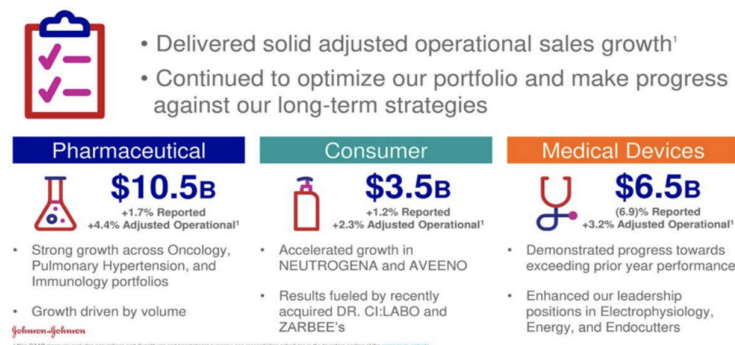 • Delivered solid adjusted operational sales growth¹
• Continued to optimize our portfolio and make progress
against our long-term strategies
Pharmaceutical
$10.5B
+1.7% Reported
+4.4% Adjusted Operational¹
• Strong growth across Oncology,
Pulmonary Hypertension, and
Immunology portfolios
• Growth driven by volume
Consumer
$3.5B
+1.2% Reported
+2.3% Adjusted Operational¹
• Accelerated growth in
NEUTROGENA and AVEENO
• Results fueled by recently
acquired DR. CI:LABO and
ZARBEE's
Medical Devices
$6.5B
(6.9)% Reported
+3.2% Adjusted Operational¹
• Demonstrated progress towards
exceeding prior year performance
• Enhanced our leadership
positions in Electrophysiology,
Energy, and Endocutters
Johnson & Johnson